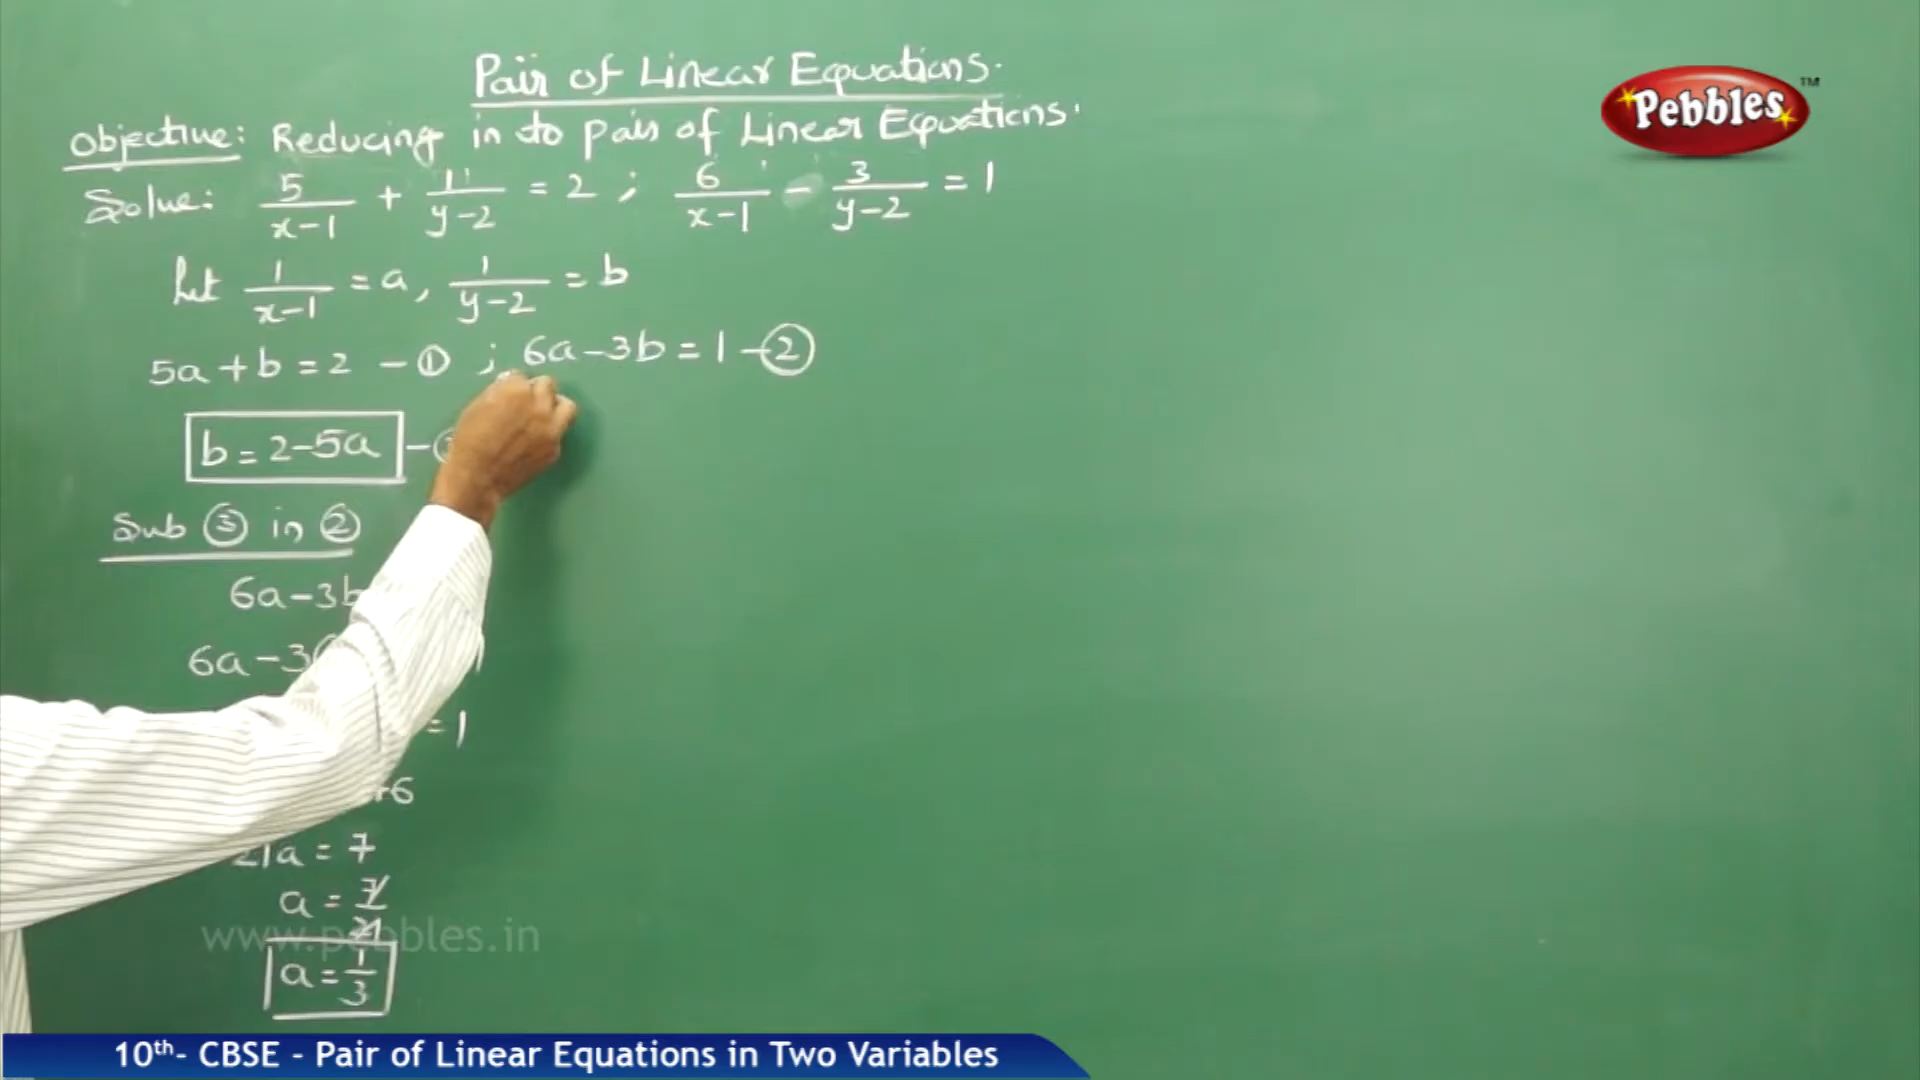 Pair of Linear Equations.
Objective: Reducing in to pair of Linear Equations.
Solve: 5/(x-1) + 1/(y-2) = 2 ; 6/(x-1) - 3/(y-2) = 1
Let 1/(x-1) = a, 1/(y-2) = b
5a + b = 2 - ① ; 6a - 3b = 1 - ②
b = 2 - 5a -
Sub ③ in ②
6a - 3b
6a - 3(
= 1
+6
21a = 7
a = 7/21
a = 1/3
Pebbles™
www.pebbles.in
10th- CBSE - Pair of Linear Equations in Two Variables